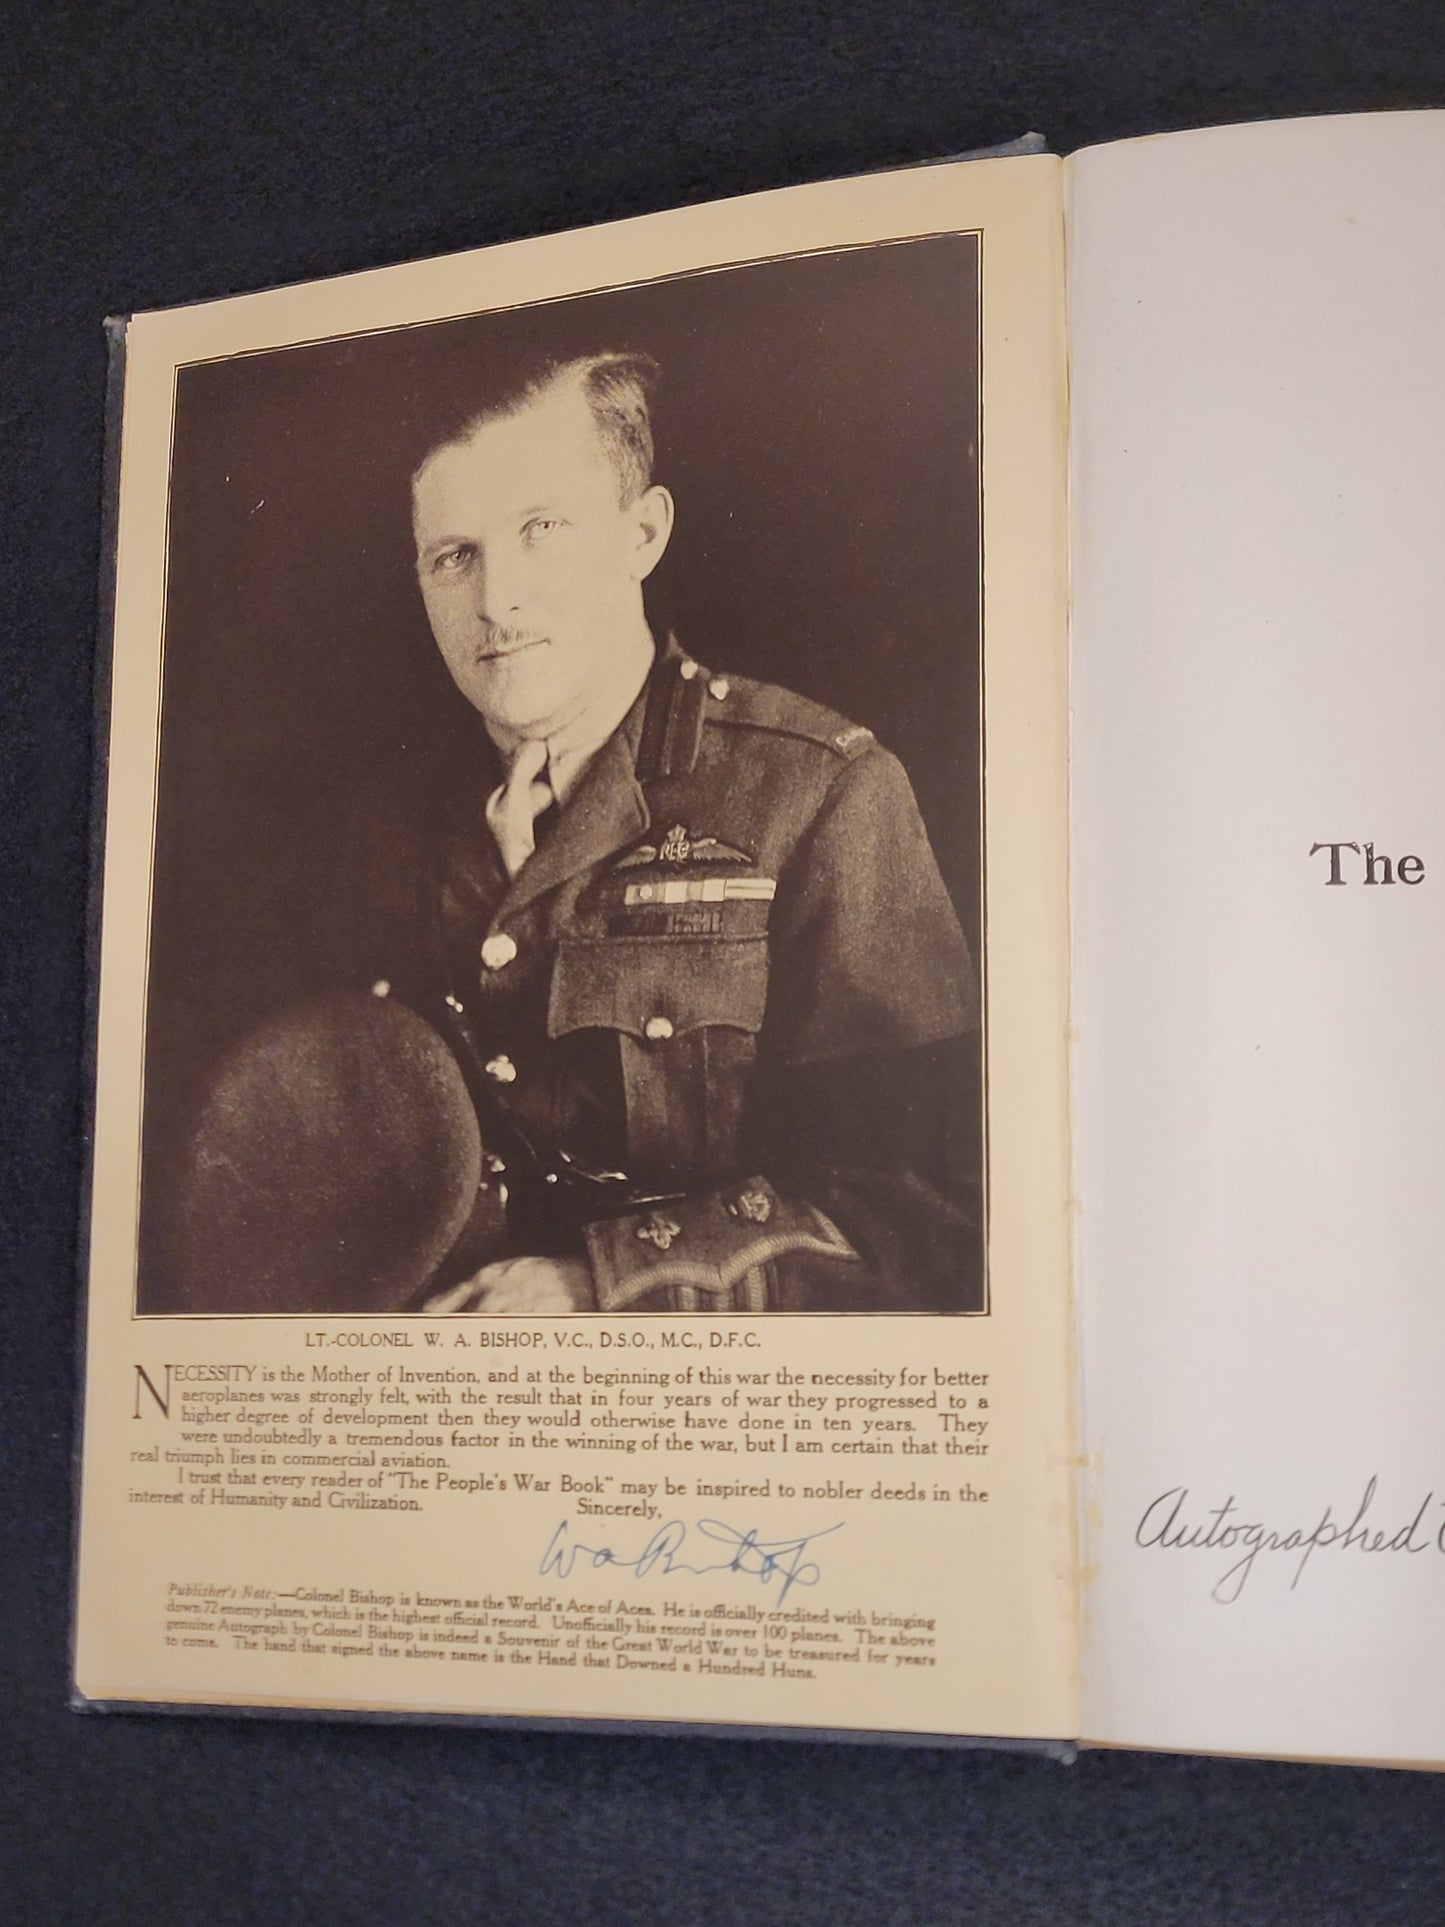 LT.-COLONEL W. A. BISHOP, V.C., D.S.O., M.C., D.F.C.
NECESSITY is the Mother of Invention, and at the beginning of this war the necessity for better
aeroplanes was strongly felt, with the result that in four years of war they progressed to a
higher degree of development then they would otherwise have done in ten years. They
were undoubtedly a tremendous factor in the winning of the war, but I am certain that their
real triumph lies in commercial aviation.
I trust that every reader of "The People's War Book" may be inspired to nobler deeds in the
interest of Humanity and Civilization.
Sincerely,
W A Bishop
Publisher's Note:—Colonel Bishop is known as the World's Ace of Aces. He is officially credited with bringing
down 72 enemy planes, which is the highest official record. Unofficially his record is over 100 planes. The above
genuine Autograph by Colonel Bishop is indeed a Souvenir of the Great World War to be treasured for years
to come. The hand that signed the above name is the Hand that Downed a Hundred Huns.
The
Autographed